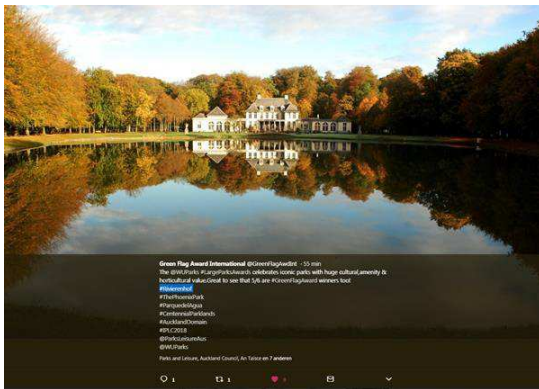 Green Flag Award International @GreenFlagAwdInt · 55 min
The @WUParks #LargeParksAwards celebrates iconic parks with huge cultural,amenity &
horticultural value.Great to see that 5/6 are #GreenFlagAward winners too!
#Rivierenhof
#ThePhoenixPark
#ParquedelAgua
#CentennialParklands
#AucklandDomain
#IPLC2018
@ParksLeisureAus
@WUParks
Parks and Leisure, Auckland Council, An Taisce en 7 anderen
1 1